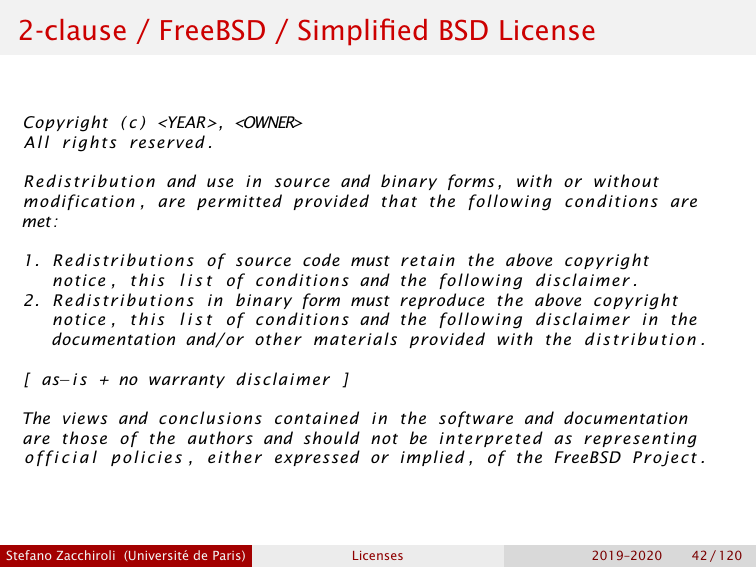 2-clause / FreeBSD / Simplified BSD License
Copyright (c) <YEAR>, <OWNER>
All rights reserved.
Redistribution and use in source and binary forms, with or without
modification, are permitted provided that the following conditions are
met:
1. Redistributions of source code must retain the above copyright
notice, this list of conditions and the following disclaimer.
2. Redistributions in binary form must reproduce the above copyright
notice, this list of conditions and the following disclaimer in the
documentation and/or other materials provided with the distribution.
[ as-is + no warranty disclaimer ]
The views and conclusions contained in the software and documentation
are those of the authors and should not be interpreted as representing
official policies, either expressed or implied, of the FreeBSD Project.
Stefano Zacchiroli (Université de Paris) Licenses 2019–2020 42 / 120